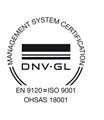 MANAGEMENT SYSTEM CERTIFICATION
DNV·GL
EN 9120 ■ ISO 9001
OHSAS 18001